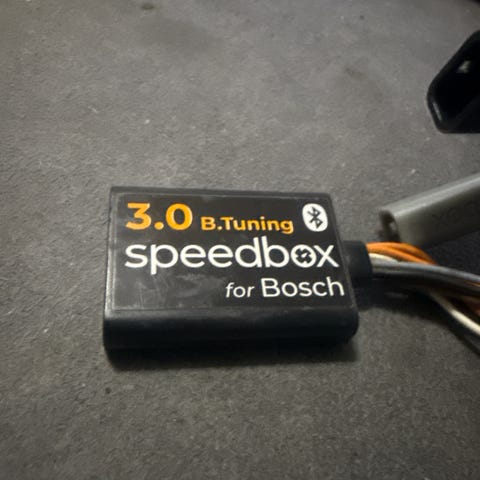 3.0 B.Tuning
speedbox
for Bosch